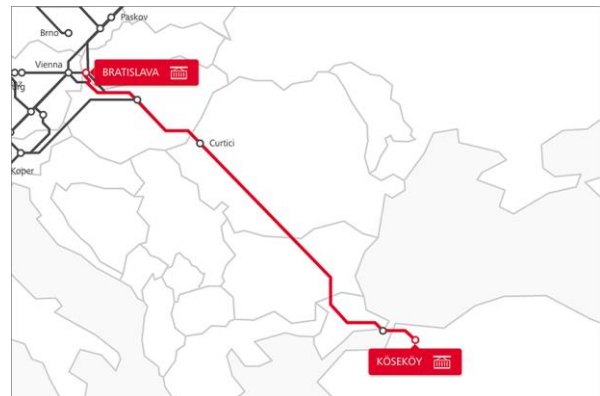 Paskov
Brno
Vienna
BRATISLAVA
Curtici
Koper
KÖSEKÖY